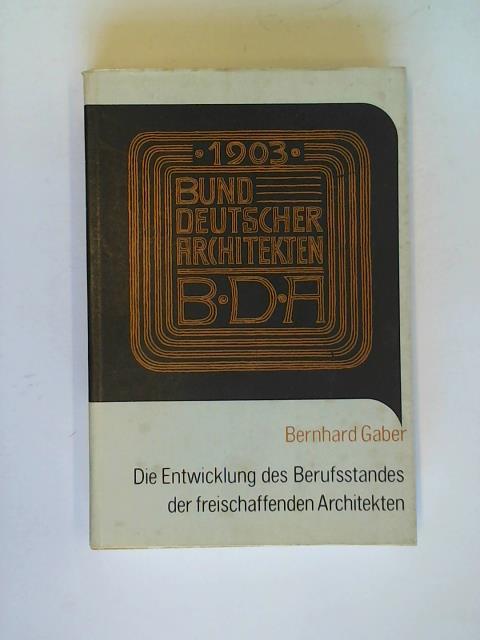 · 1903 ·
BUND
DEUTSCHER
ARCHITEKTEN
B·D·A
Bernhard Gaber
Die Entwicklung des Berufsstandes
der freischaffenden Architekten